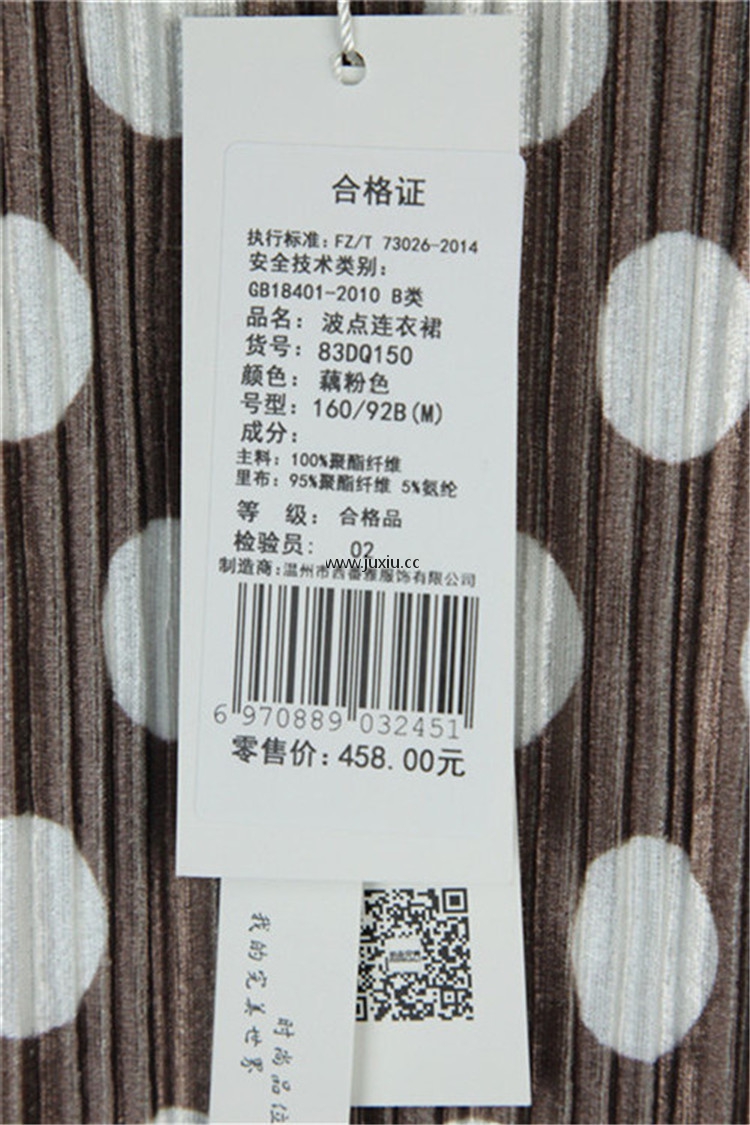 合格证
执行标准: FZ/T 73026-2014
安全技术类别:
GB18401-2010 B类
品名: 波点连衣裙
货号: 83DQ150
颜色: 藕粉色
号型: 160/92B(M)
成分:
主料: 100%聚酯纤维
里布: 95%聚酯纤维 5%氨纶
等 级: 合格品
检验员: 02
www.juxiu.cc
制造商:温州市西蕾雅服饰有限公司
6 970889 032451
零售价: 458.00元
我的完美世界
时尚品位